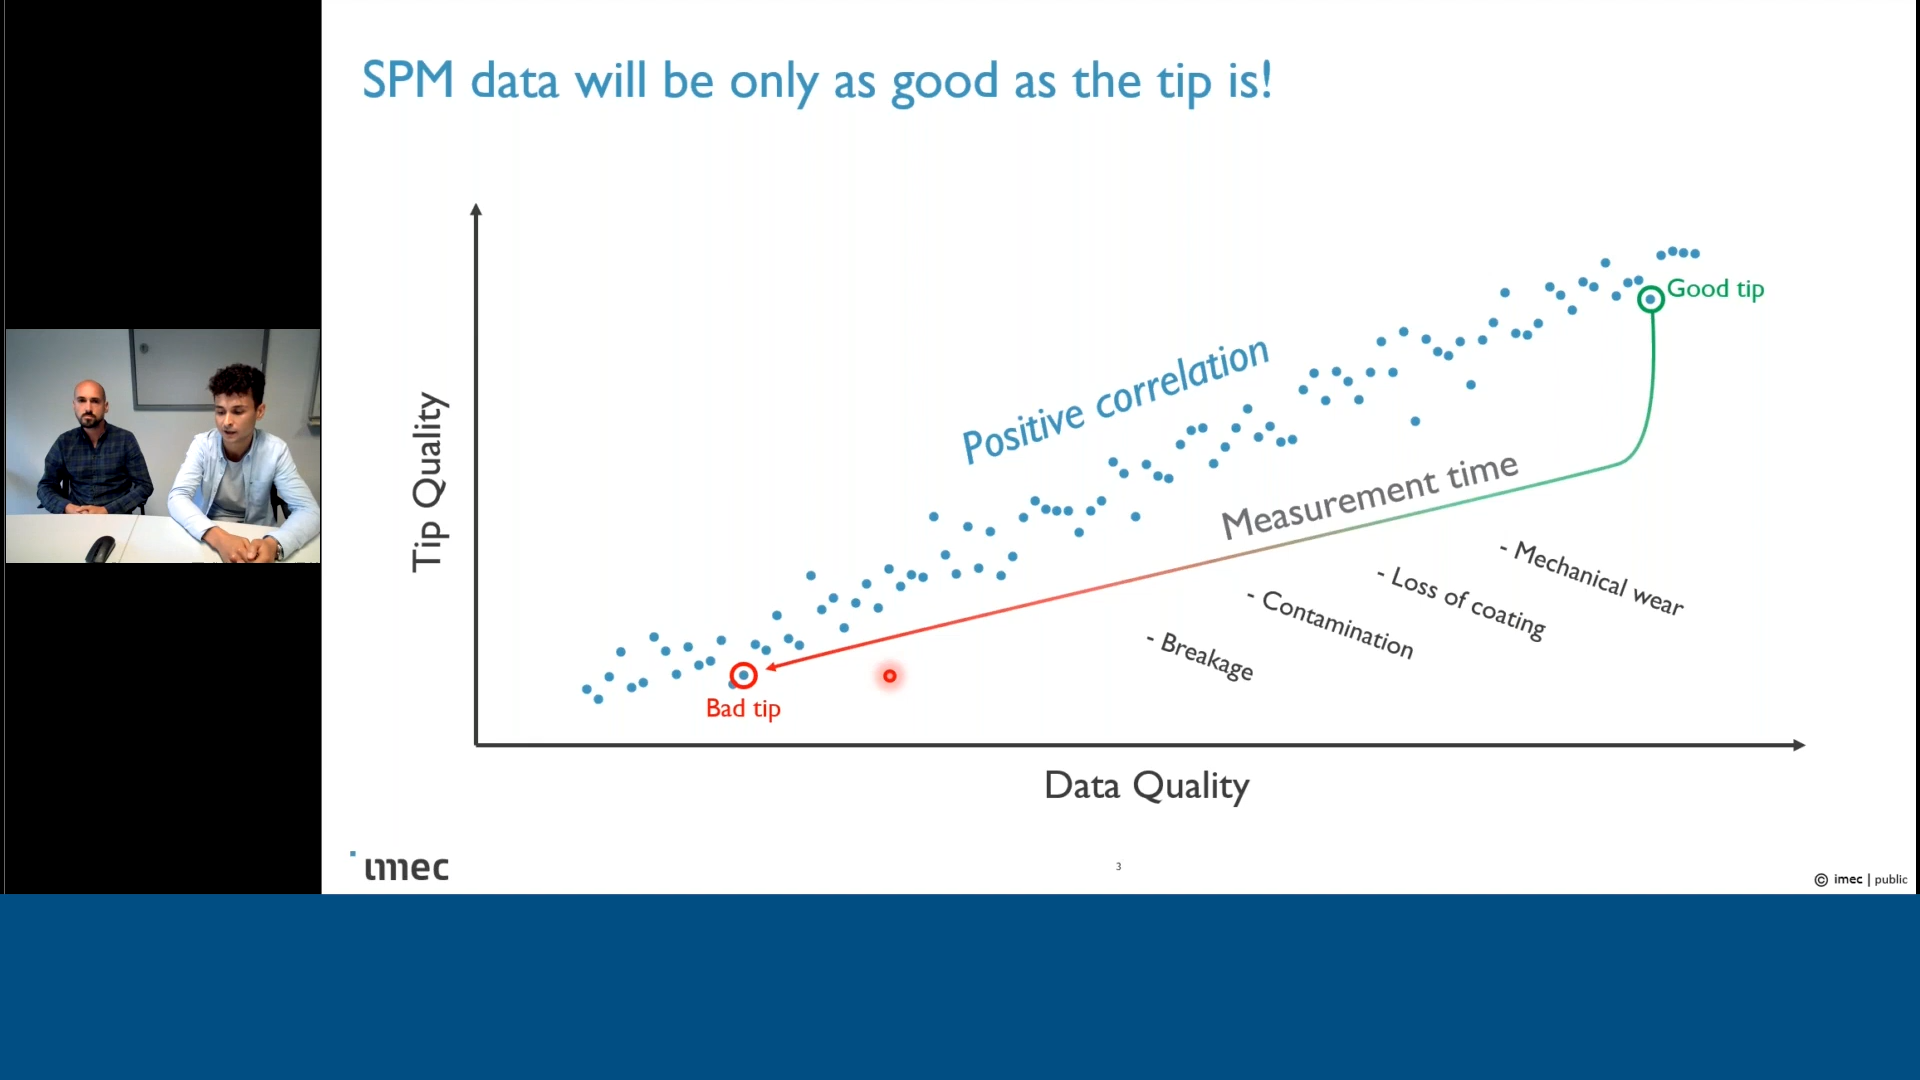 SPM data will be only as good as the tip is!
Tip Quality
Positive correlation
Good tip
Measurement time
- Mechanical wear
- Loss of coating
- Contamination
- Breakage
Bad tip
Data Quality
imec
3
© imec | public